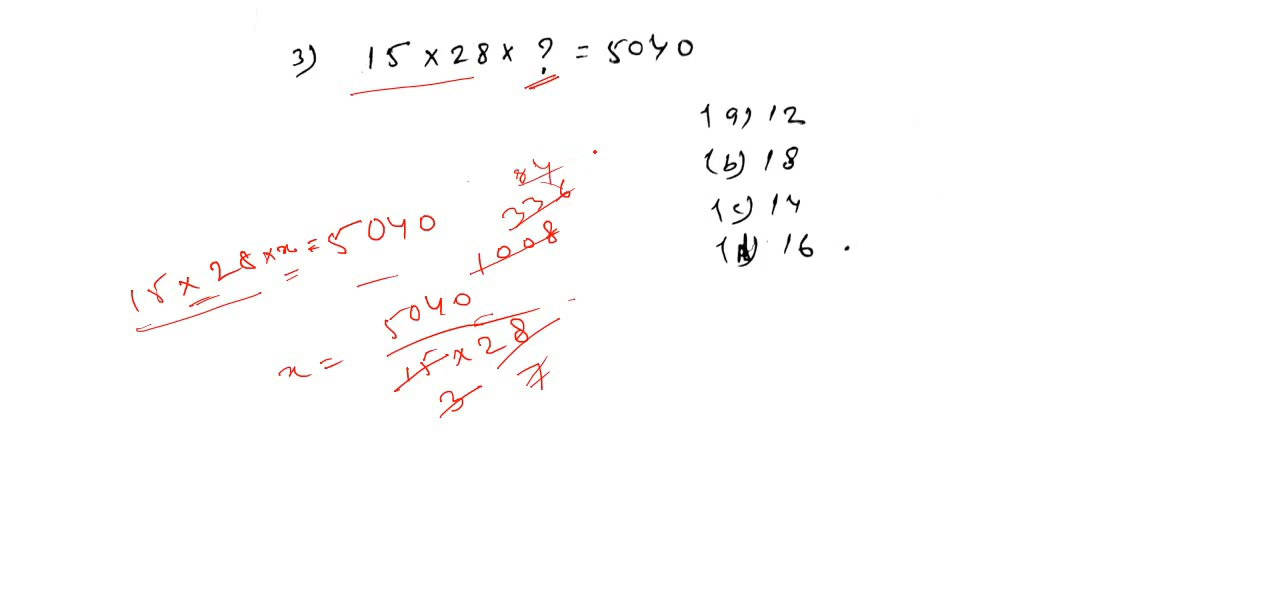 3) 15 × 28 × ? = 5040
(a) 12
(b) 18
(c) 14
(d) 16 .
15 × 28 × x = 5040
84
336
1008
5040
x =
15 × 28
3 7